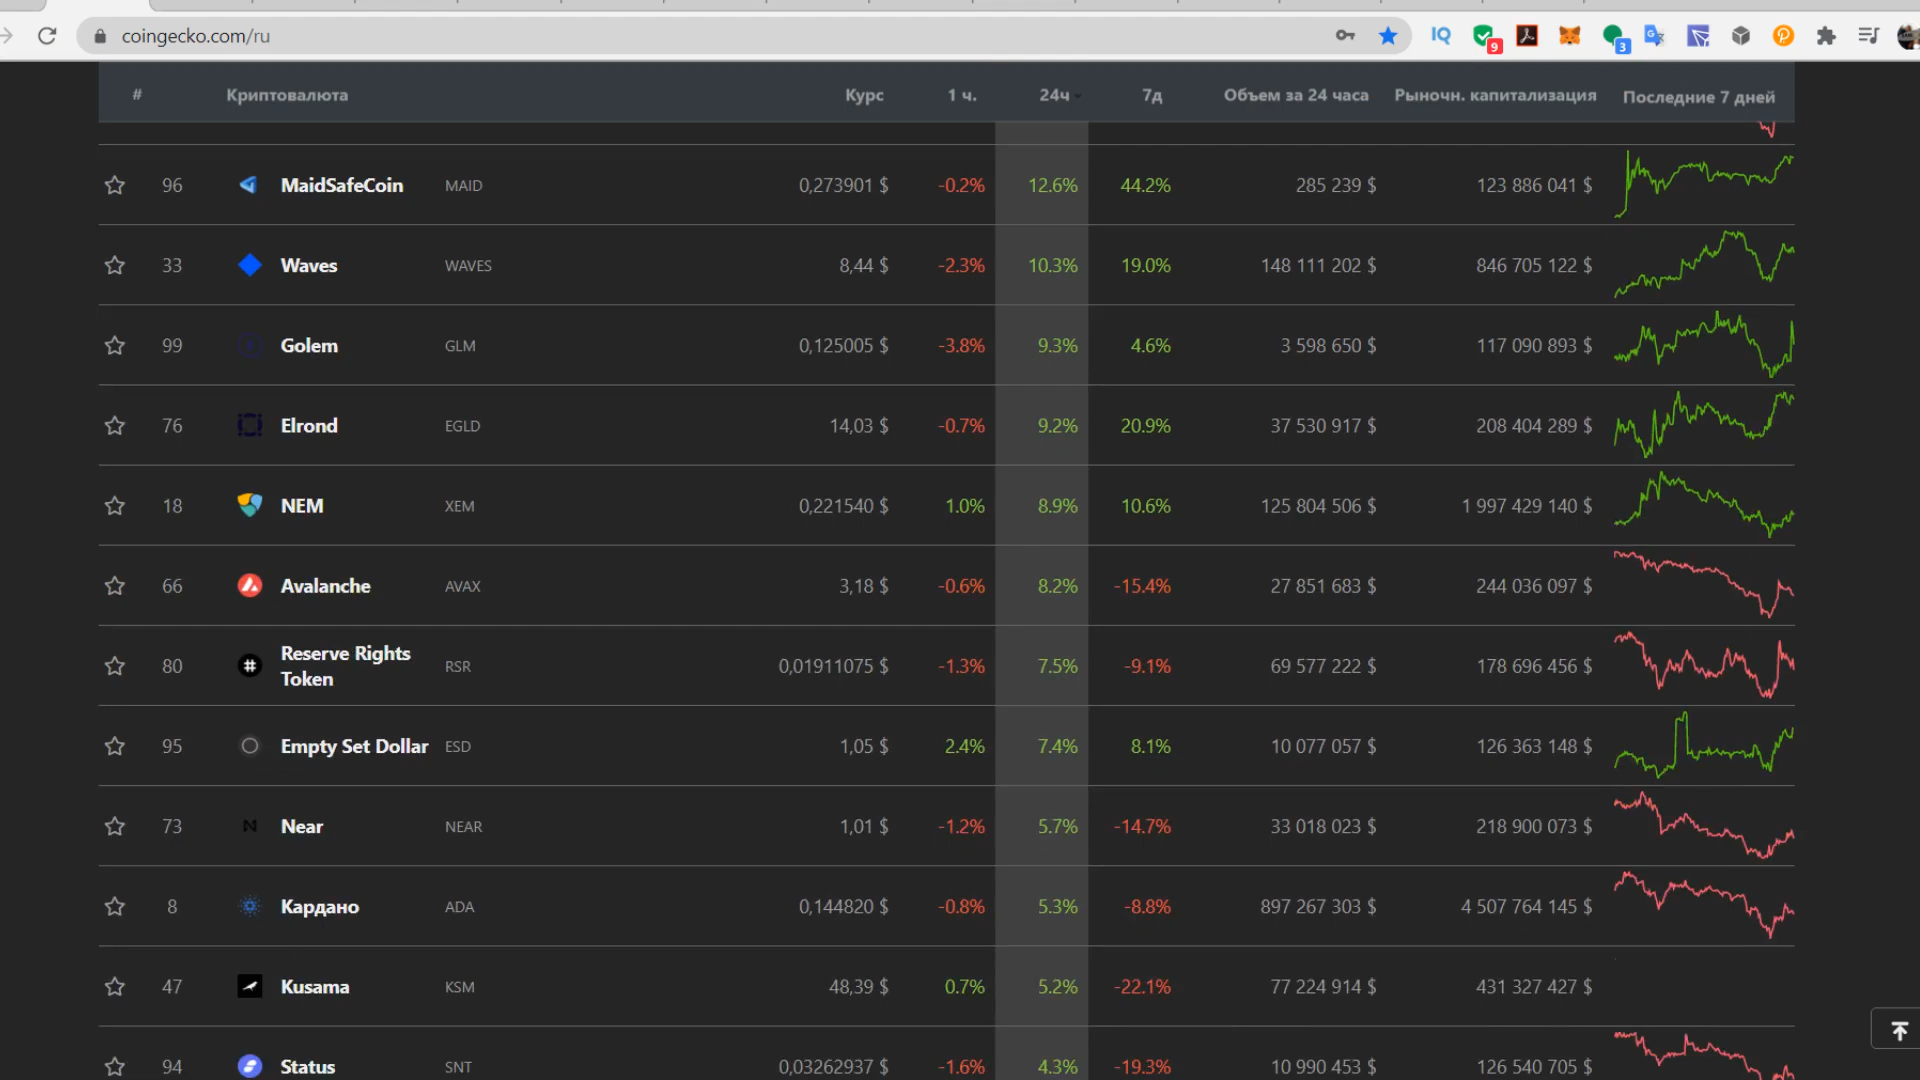 coingecko.com/ru
IQ 9 3
# Криптовалюта Курс 1 ч. 24ч 7д Объем за 24 часа Рыночн. капитализация Последние 7 дней
96 MaidSafeCoin MAID 0,273901 $ -0.2% 12.6% 44.2% 285 239 $ 123 886 041 $
33 Waves WAVES 8,44 $ -2.3% 10.3% 19.0% 148 111 202 $ 846 705 122 $
99 Golem GLM 0,125005 $ -3.8% 9.3% 4.6% 3 598 650 $ 117 090 893 $
76 Elrond EGLD 14,03 $ -0.7% 9.2% 20.9% 37 530 917 $ 208 404 289 $
18 NEM XEM 0,221540 $ 1.0% 8.9% 10.6% 125 804 506 $ 1 997 429 140 $
66 Avalanche AVAX 3,18 $ -0.6% 8.2% -15.4% 27 851 683 $ 244 036 097 $
80 Reserve Rights Token RSR 0,01911075 $ -1.3% 7.5% -9.1% 69 577 222 $ 178 696 456 $
95 Empty Set Dollar ESD 1,05 $ 2.4% 7.4% 8.1% 10 077 057 $ 126 363 148 $
73 Near NEAR 1,01 $ -1.2% 5.7% -14.7% 33 018 023 $ 218 900 073 $
8 Кардано ADA 0,144820 $ -0.8% 5.3% -8.8% 897 267 303 $ 4 507 764 145 $
47 Kusama KSM 48,39 $ 0.7% 5.2% -22.1% 77 224 914 $ 431 327 427 $
94 Status SNT 0,03262937 $ -1.6% 4.3% -19.3% 10 990 453 $ 126 540 705 $